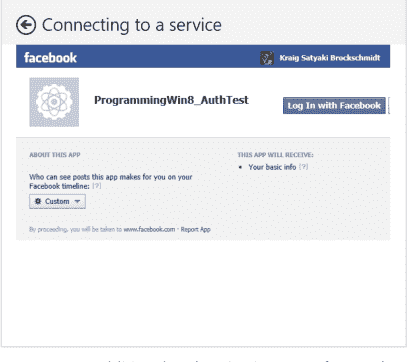 Connecting to a service
facebook
Kraig Satyaki Brockschmidt
ProgrammingWin8_AuthTest
Log In with Facebook
ABOUT THIS APP
Who can see posts this app makes for you on your
Facebook timeline: [?]
Custom
THIS APP WILL RECEIVE:
• Your basic info [?]
By proceeding, you will be taken to www.facebook.com · Report App